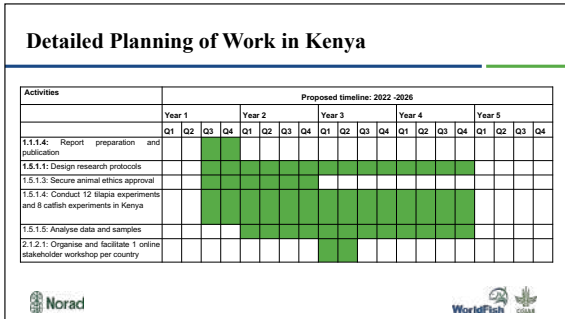 Detailed Planning of Work in Kenya
Activities
Proposed timeline: 2022 -2026
Year 1 Year 2 Year 3 Year 4 Year 5
Q1 Q2 Q3 Q4 Q1 Q2 Q3 Q4 Q1 Q2 Q3 Q4 Q1 Q2 Q3 Q4 Q1 Q2 Q3 Q4
1.1.1.4: Report preparation and
publication
1.5.1.1: Design research protocols
1.5.1.3: Secure animal ethics approval
1.5.1.4: Conduct 12 tilapia experiments
and 8 catfish experiments in Kenya
1.5.1.5: Analyse data and samples
2.1.2.1: Organise and facilitate 1 online
stakeholder workshop per country
Norad
WorldFish
CGIAR